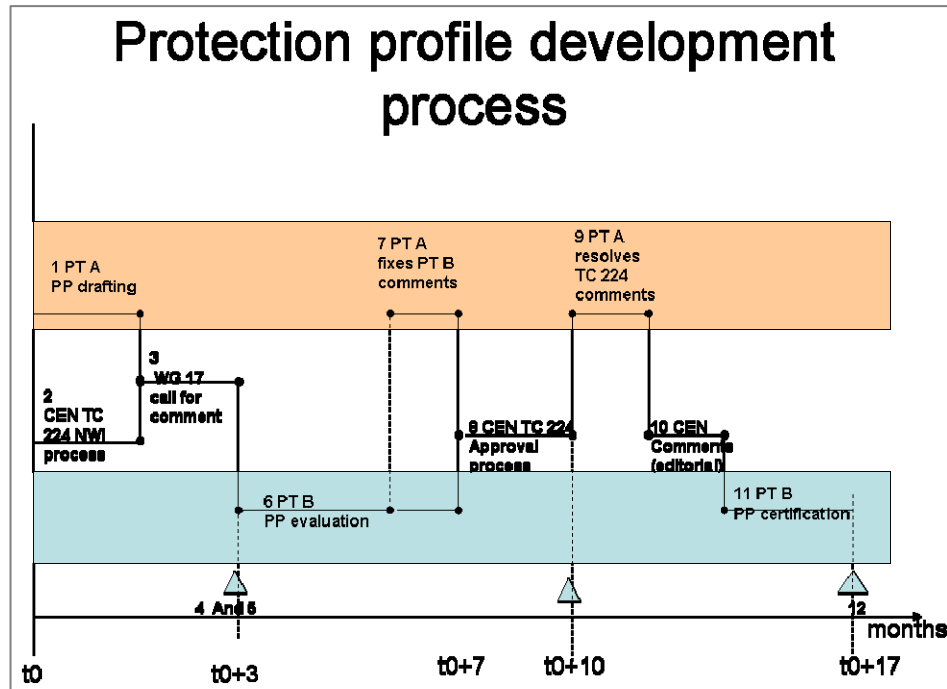 Protection profile development
process
1 PT A
PP drafting
7 PT A
fixes PT B
comments
9 PT A
resolves
TC 224
comments
3
WG 17
call for
comment
2
CEN TC
224 NWI
process
8 CEN TC 224
Approval
process
10 CEN
Comments
(editorial)
6 PT B
PP evaluation
11 PT B
PP certification
4 And 5
12
months
t0
t0+3
t0+7
t0+10
t0+17